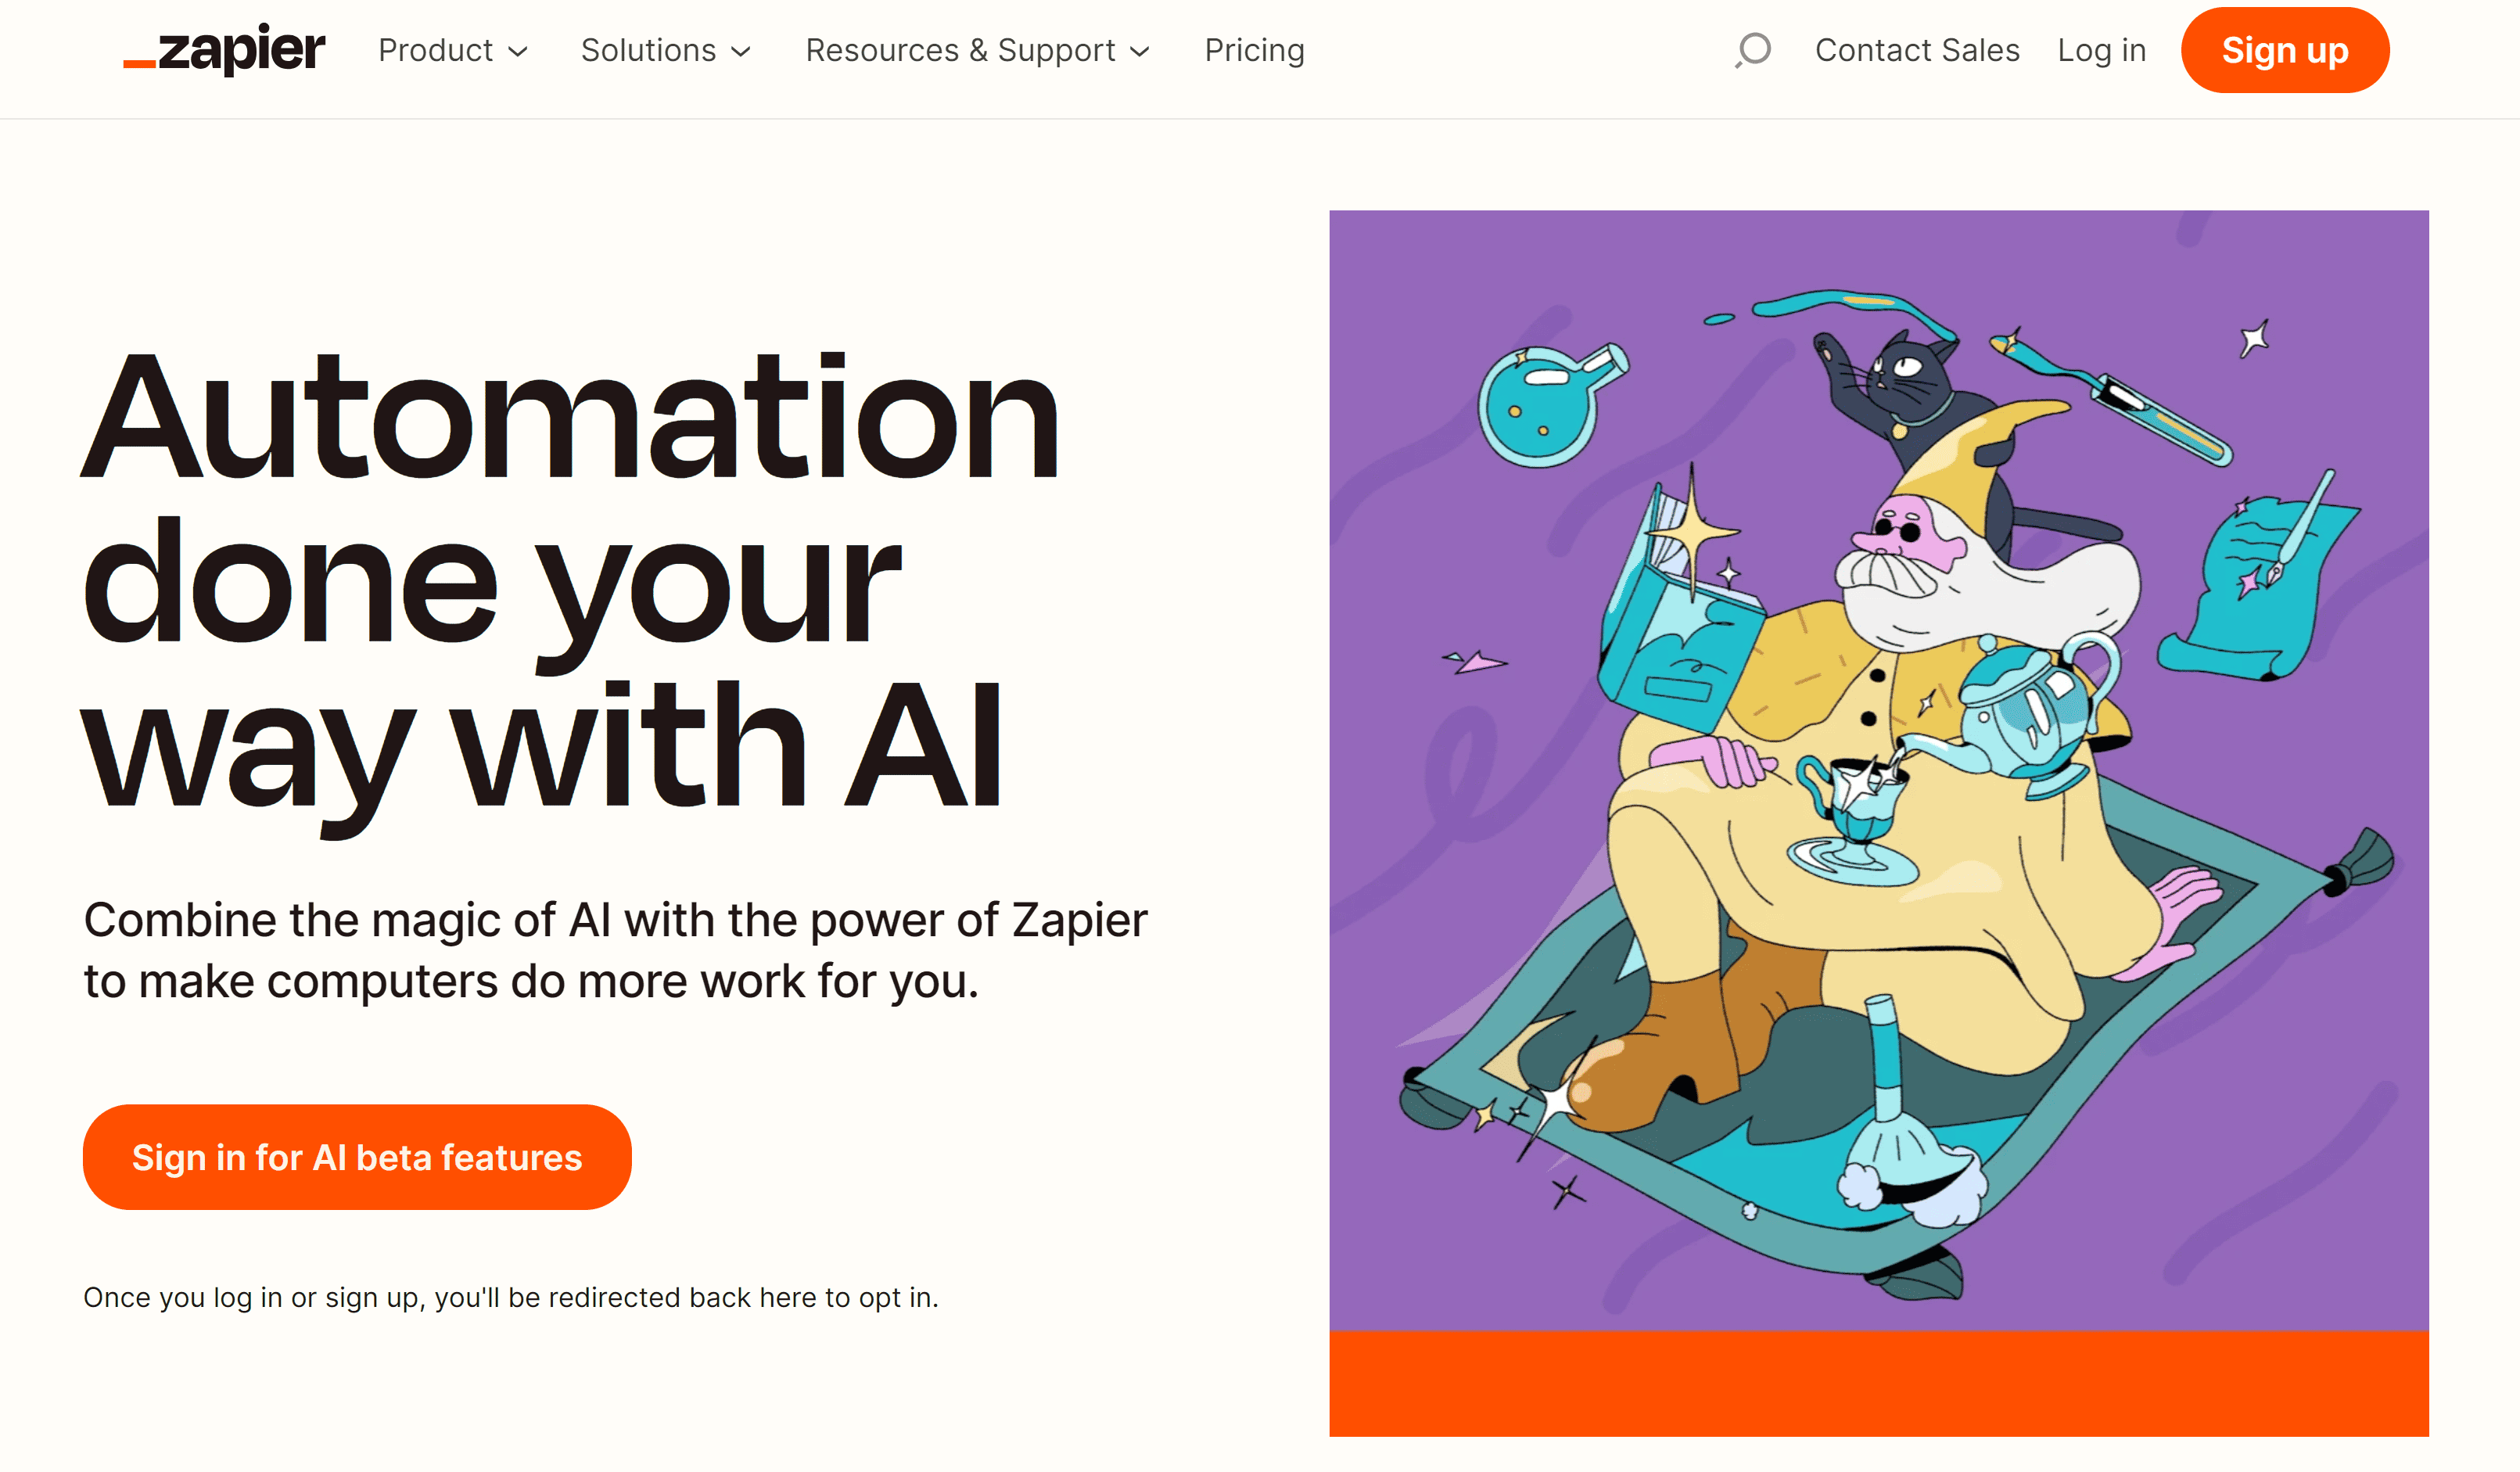 zapier Product Solutions Resources & Support Pricing Contact Sales Log in Sign up
Automation
done your
way with AI
Combine the magic of AI with the power of Zapier
to make computers do more work for you.
Sign in for AI beta features
Once you log in or sign up, you'll be redirected back here to opt in.